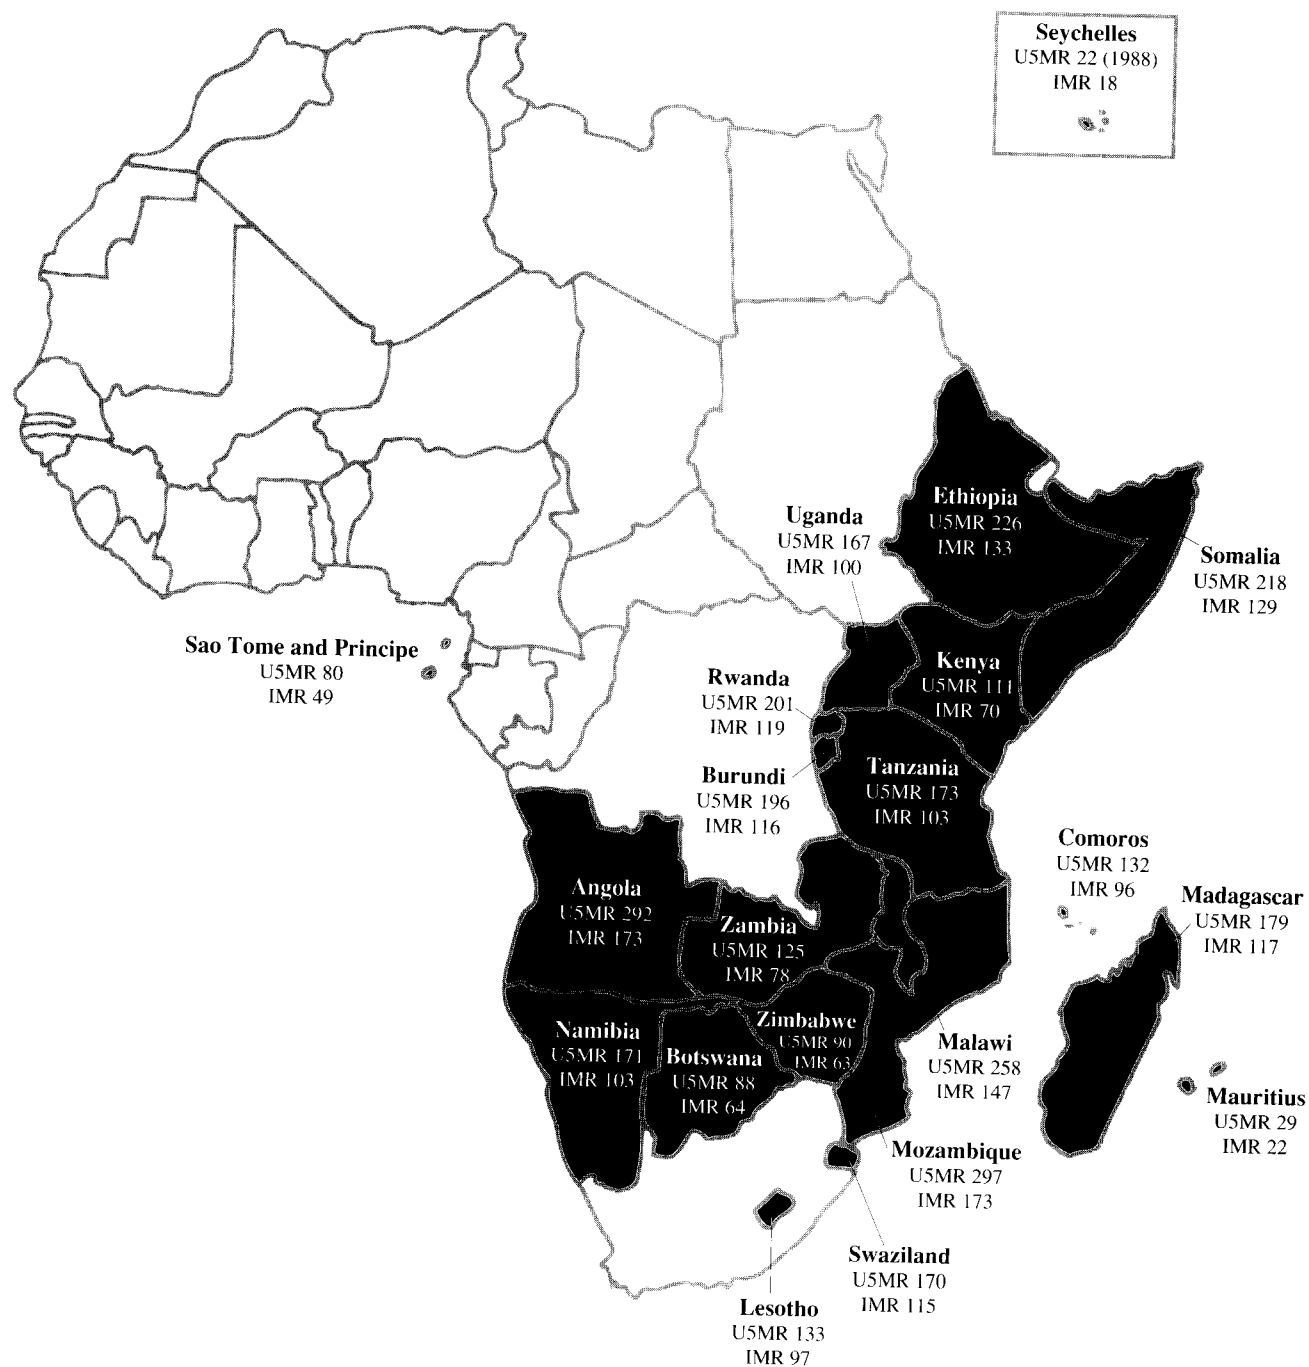 Seychelles
U5MR 22 (1988)
IMR 18
Ethiopia
U5MR 226
IMR 133
Uganda
U5MR 167
IMR 100
Somalia
U5MR 218
IMR 129
Sao Tome and Principe
U5MR 80
IMR 49
Kenya
U5MR 111
IMR 70
Rwanda
U5MR 201
IMR 119
Burundi
U5MR 196
IMR 116
Tanzania
U5MR 173
IMR 103
Comoros
U5MR 132
IMR 96
Madagascar
U5MR 179
IMR 117
Angola
U5MR 292
IMR 173
Zambia
U5MR 125
IMR 78
Zimbabwe
U5MR 90
IMR 63
Namibia
U5MR 171
IMR 103
Botswana
U5MR 88
IMR 64
Malawi
U5MR 258
IMR 147
Mauritius
U5MR 29
IMR 22
Mozambique
U5MR 297
IMR 173
Swaziland
U5MR 170
IMR 115
Lesotho
U5MR 133
IMR 97